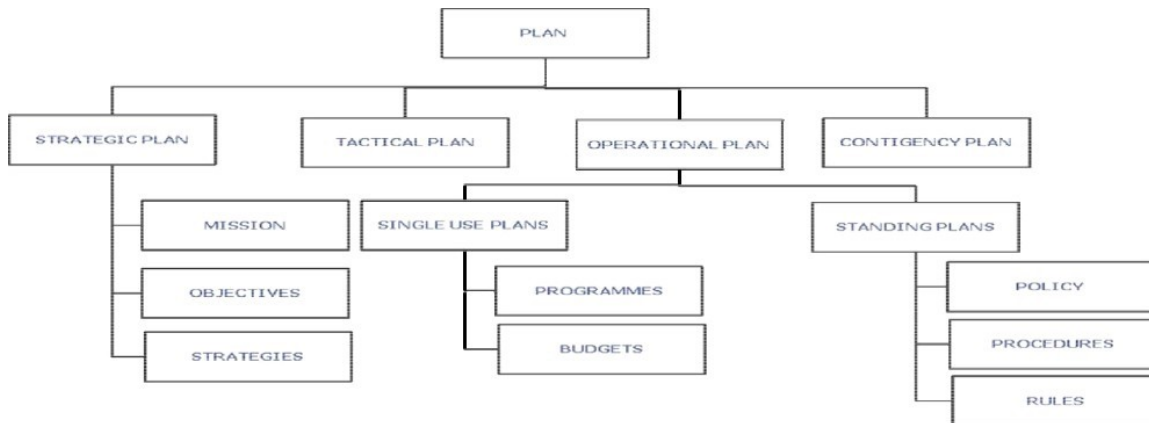 PLAN
STRATEGIC PLAN
TACTICAL PLAN
OPERATIONAL PLAN
CONTIGENCY PLAN
MISSION
SINGLE USE PLANS
STANDING PLANS
OBJECTIVES
PROGRAMMES
POLICY
STRATEGIES
BUDGETS
PROCEDURES
RULES